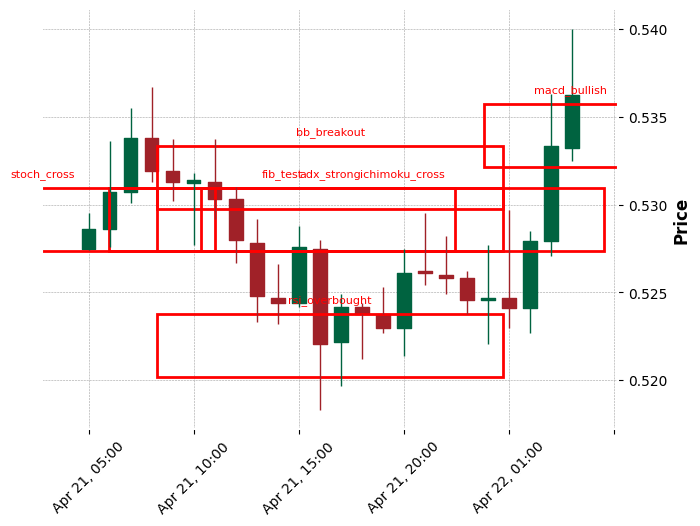 0.540
macd_bullish
0.535
bb_breakout
stoch_cross
fib_test
adx_strong
ichimoku_cross
0.530
Price
0.525
0.520
Apr 21, 05:00
Apr 21, 10:00
Apr 21, 15:00
Apr 21, 20:00
Apr 22, 01:00